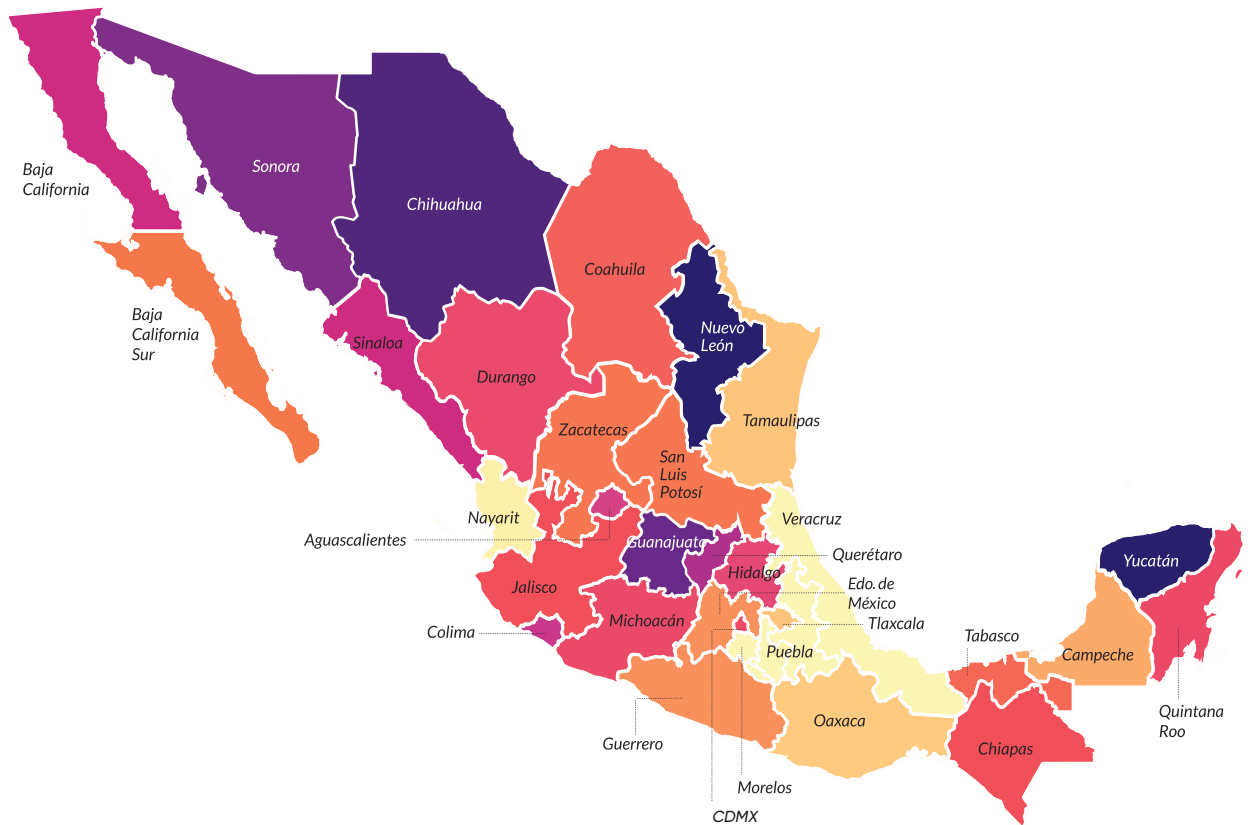 Sonora
Baja
California
Chihuahua
Coahuila
Baja
California
Sur
Sinaloa
Nuevo
León
Durango
Tamaulipas
Zacatecas
San
Luis
Potosí
Nayarit
Veracruz
Aguascalientes
Guanajuato
Querétaro
Yucatán
Hidalgo
Jalisco
Edo. de
México
Michoacán
Tlaxcala
Colima
Tabasco
Puebla
Campeche
Quintana
Roo
Oaxaca
Guerrero
Chiapas
Morelos
CDMX